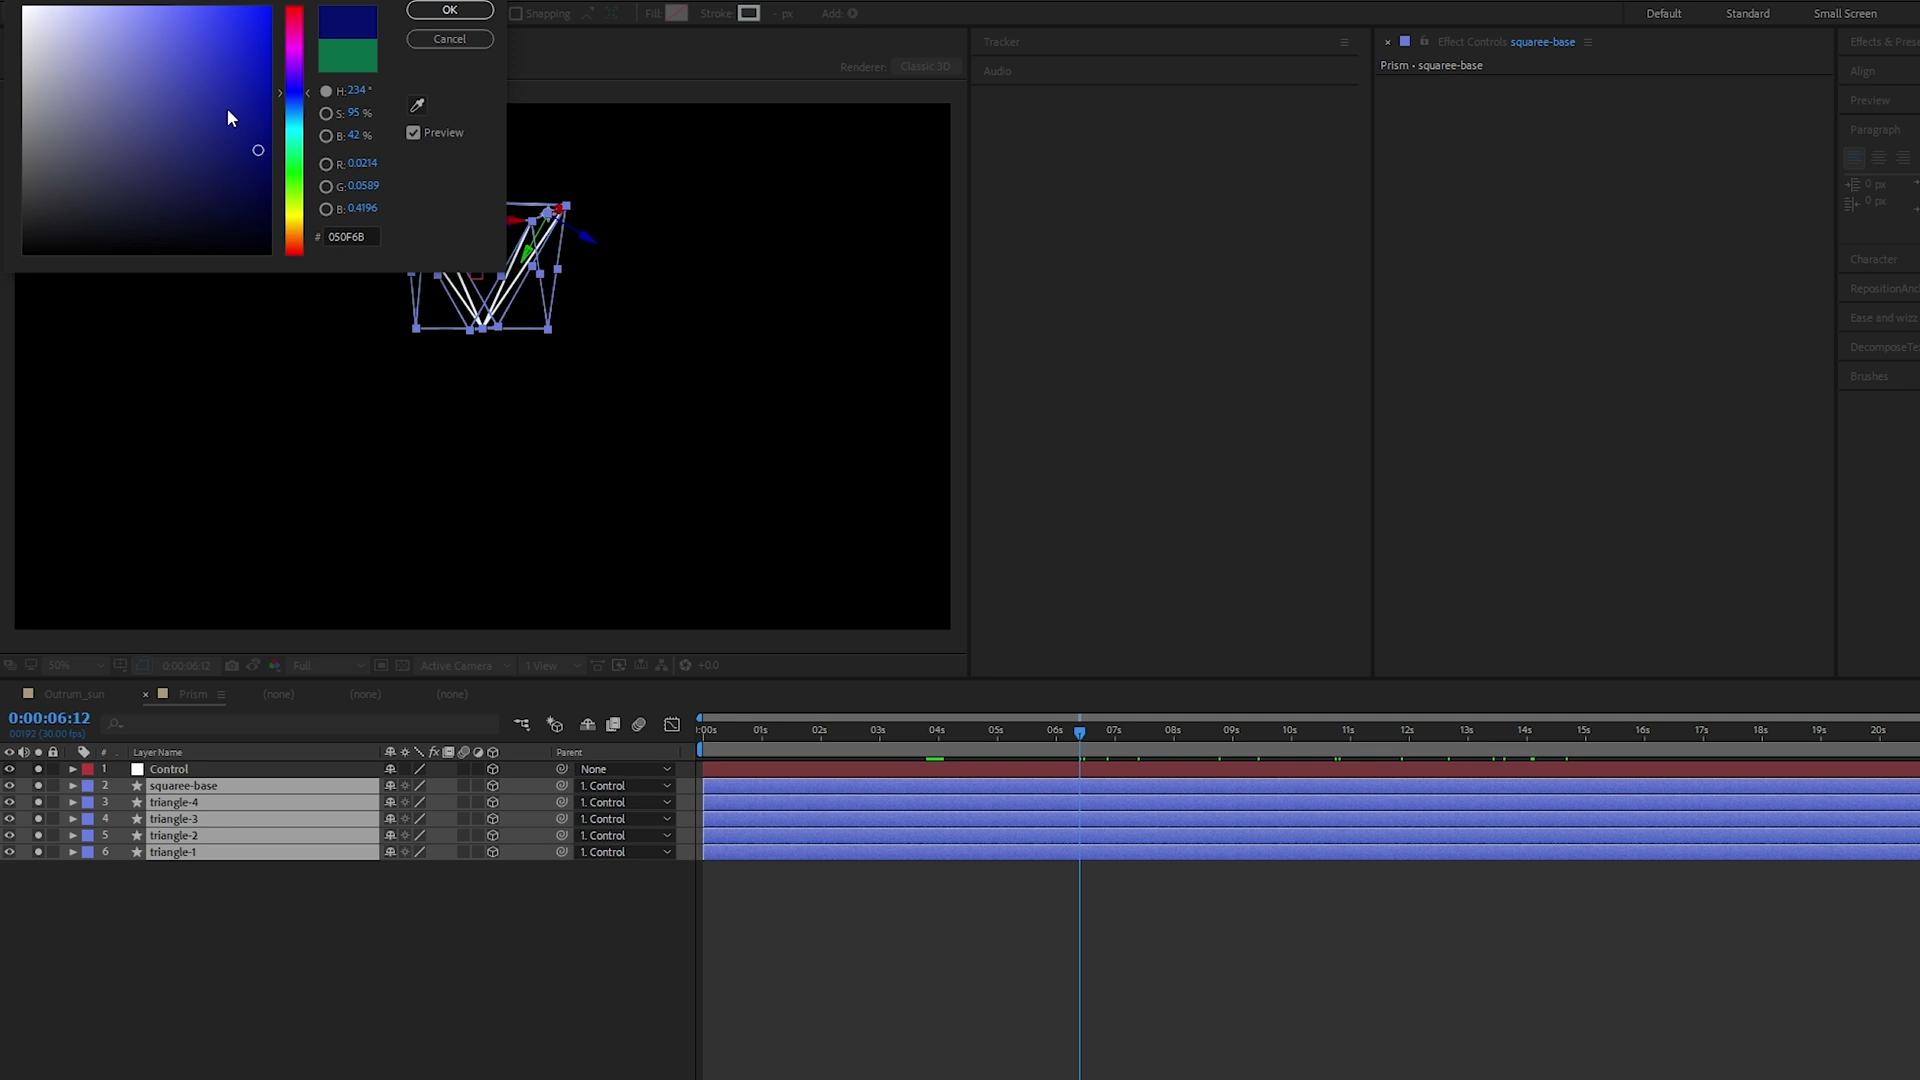 OK
Cancel
H: 234 °
S: 95 %
B: 42 %
R: 0.0214
G: 0.0589
B: 0.4196
# 050F6B
Preview
Snapping
Fill:
Stroke:
- px
Add:
Default
Standard
Small Screen
Renderer:
Classic 3D
Tracker
Audio
Effect Controls squaree-base
Prism • squaree-base
Effects & Pres
Align
Preview
Paragraph
0 px
0 px
Character
RepositionAnc
Ease and wizz
DecomposeTe
Brushes
50%
0:00:06:12
Full
Active Camera
1 View
+0.0
Outrum_sun
Prism
(none)
(none)
(none)
0:00:06:12
00192 (30.00 fps)
:00s 01s 02s 03s 04s 05s 06s 07s 08s 09s 10s 11s 12s 13s 14s 15s 16s 17s 18s 19s 20s
# Layer Name
fx
Parent
1 Control None
2 squaree-base 1. Control
3 triangle-4 1. Control
4 triangle-3 1. Control
5 triangle-2 1. Control
6 triangle-1 1. Control